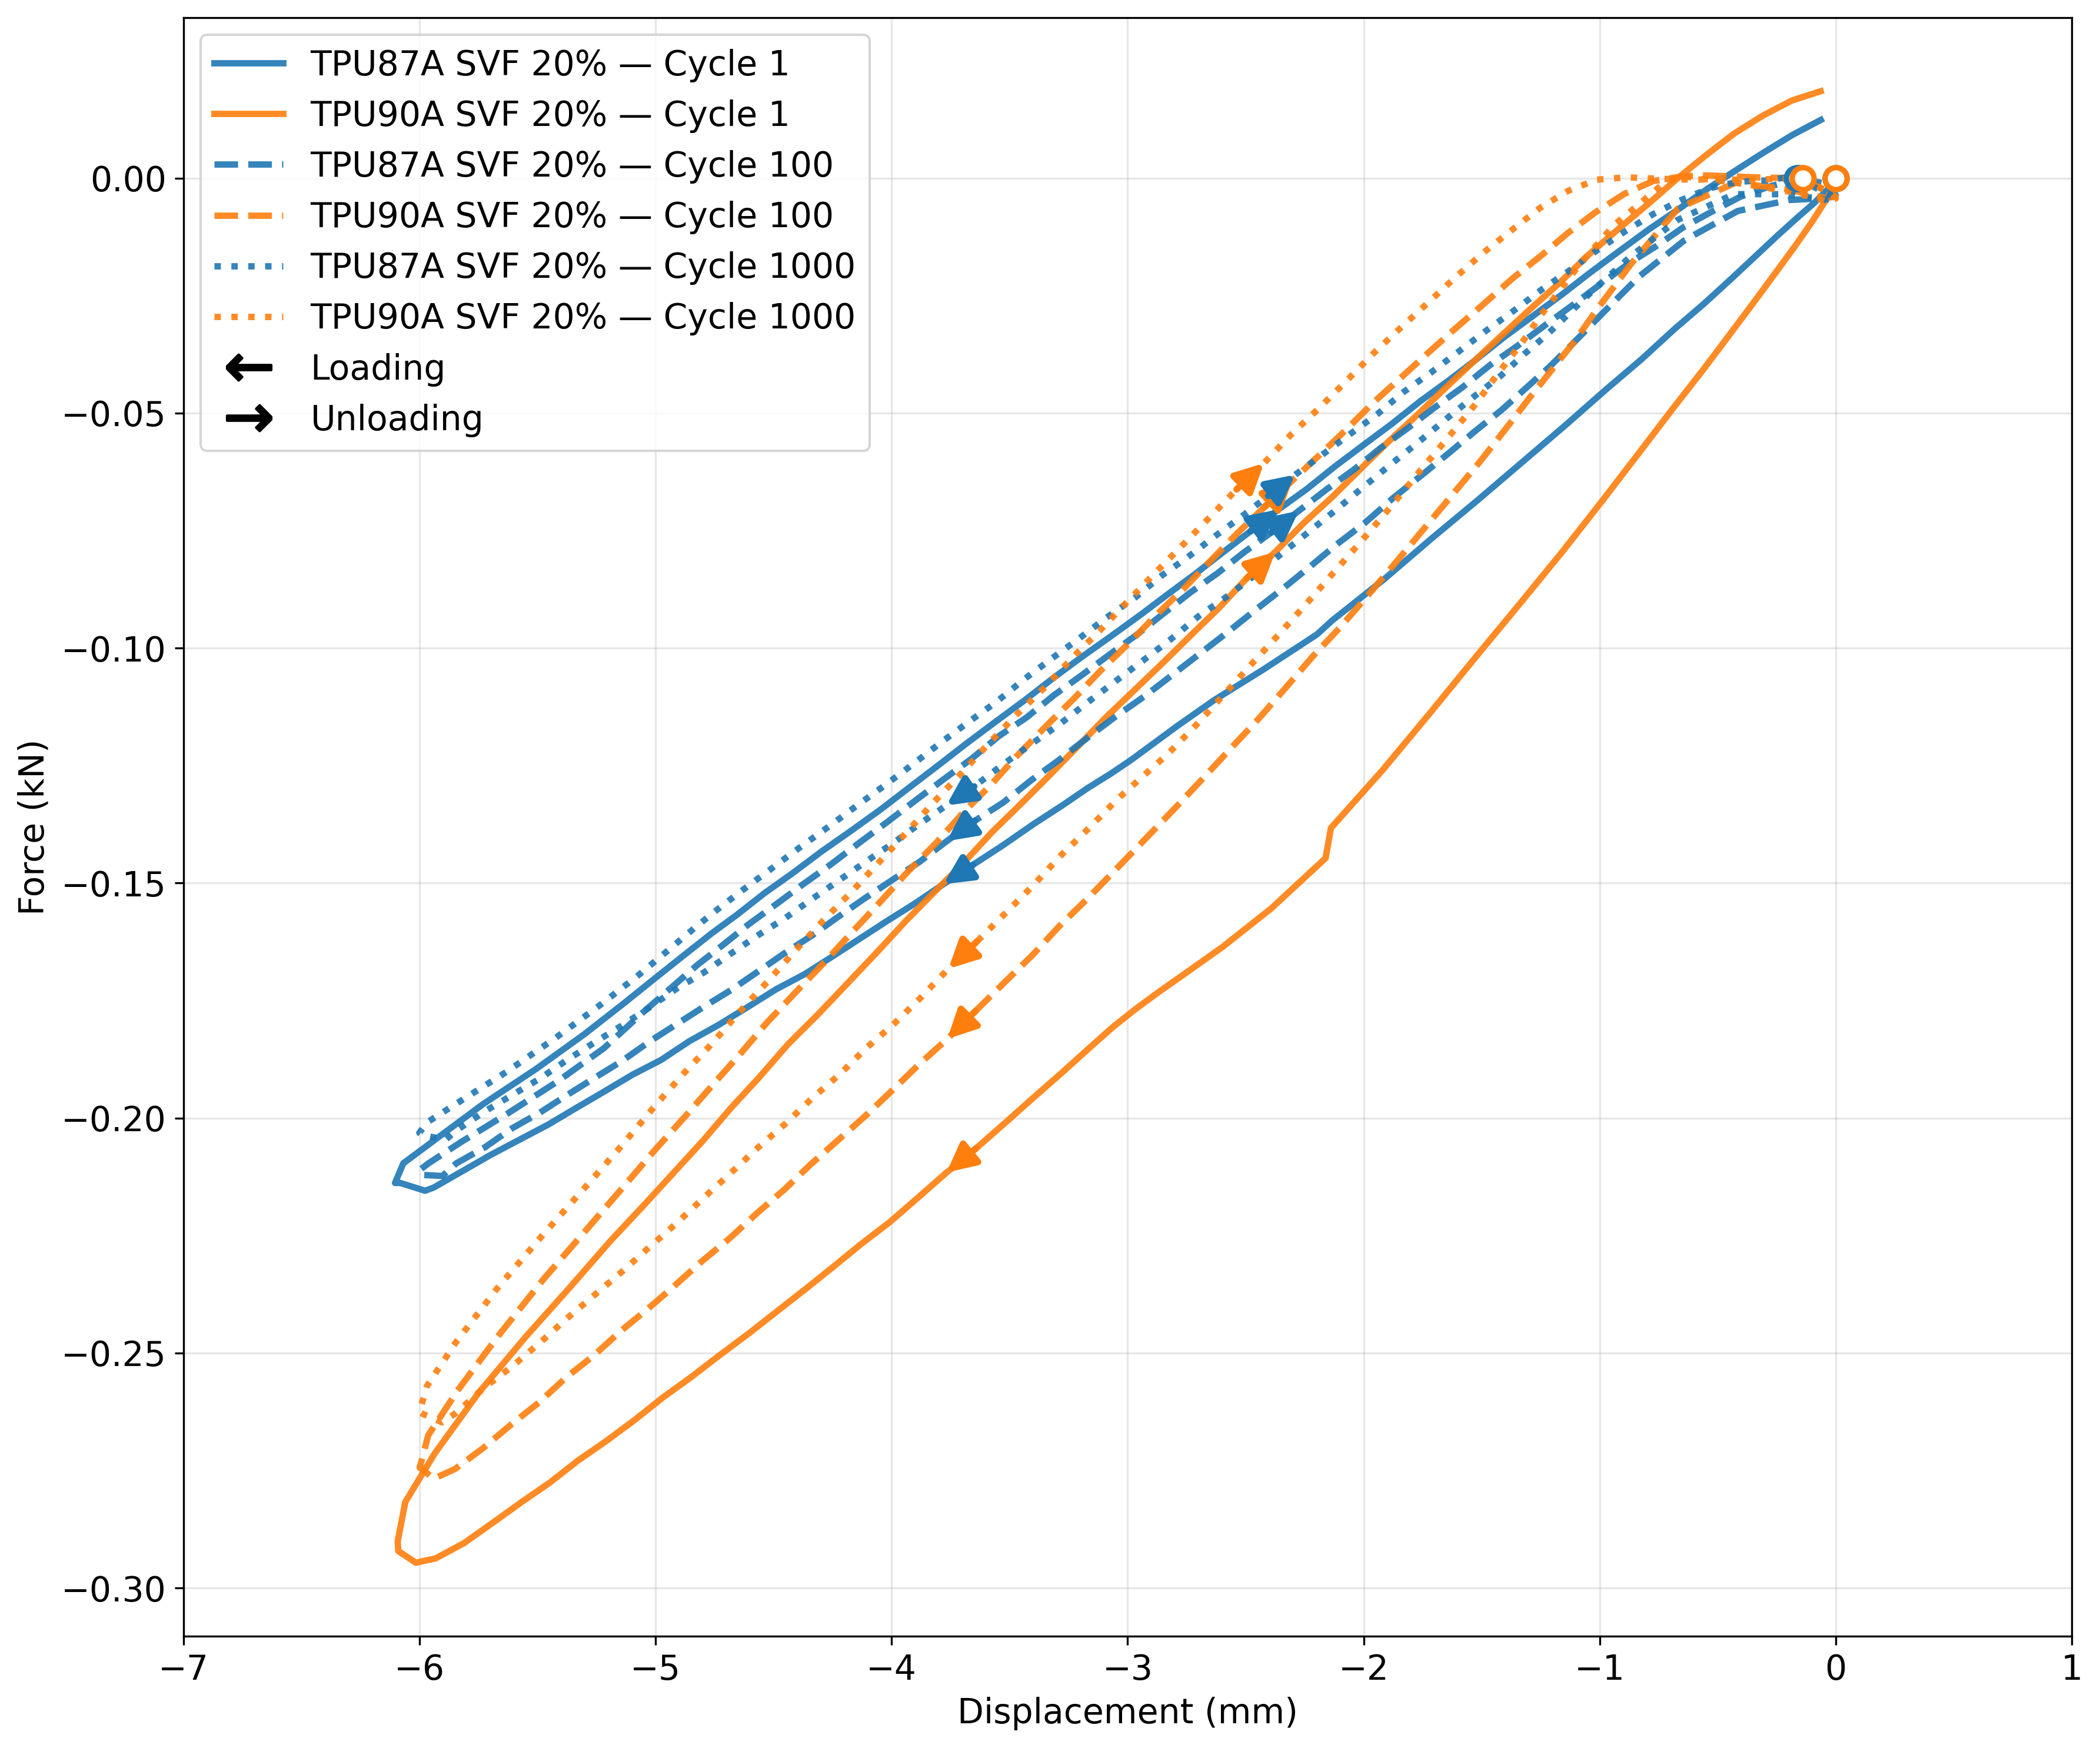 TPU87A SVF 20% — Cycle 1
TPU90A SVF 20% — Cycle 1
TPU87A SVF 20% — Cycle 100
TPU90A SVF 20% — Cycle 100
TPU87A SVF 20% — Cycle 1000
TPU90A SVF 20% — Cycle 1000
Loading
Unloading
0.00
−0.05
−0.10
−0.15
−0.20
−0.25
−0.30
Force (kN)
−7 −6 −5 −4 −3 −2 −1 0 1
Displacement (mm)